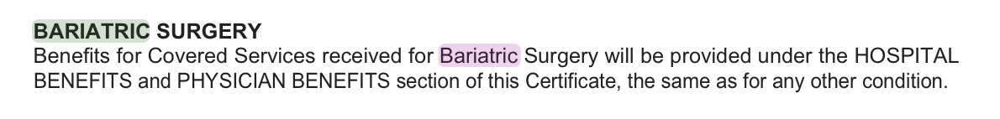 BARIATRIC SURGERY
Benefits for Covered Services received for Bariatric Surgery will be provided under the HOSPITAL
BENEFITS and PHYSICIAN BENEFITS section of this Certificate, the same as for any other condition.